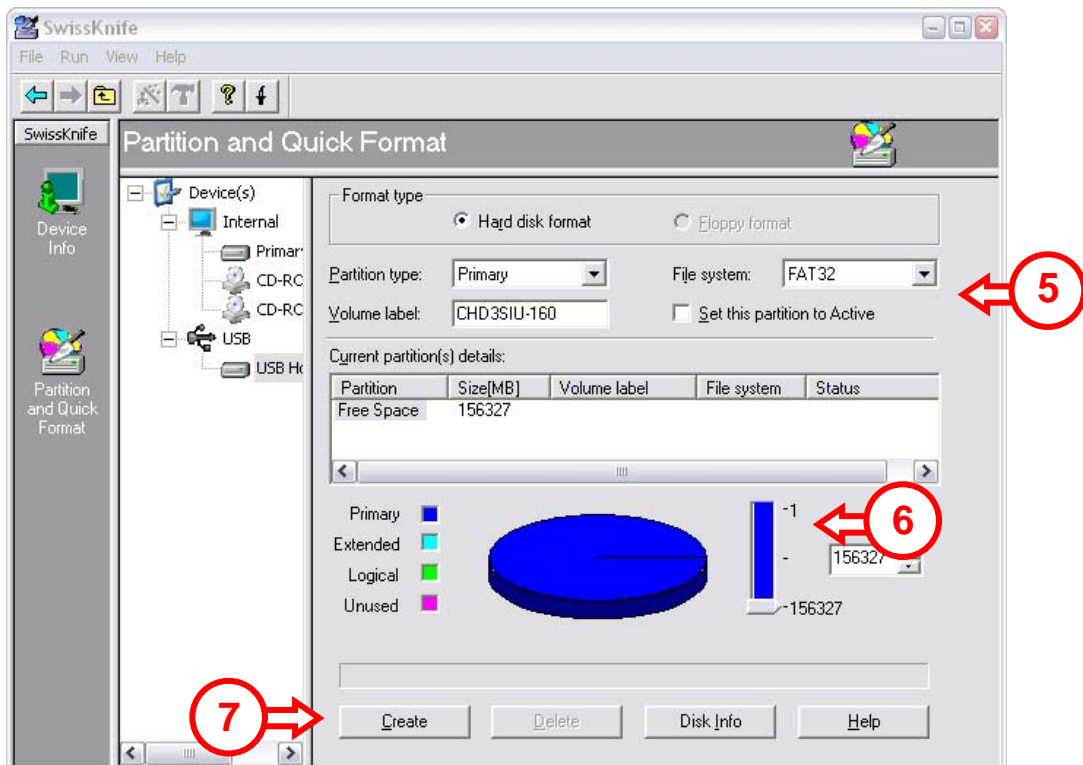 SwissKnife
File Run View Help
SwissKnife
Partition and Quick Format
Device Info
Partition and Quick Format
Device(s)
Internal
Primar
CD-RC
CD-RC
USB
USB Ho
Format type
Hard disk format
Floppy format
Partition type:
Primary
File system:
FAT32
5
Volume label:
CHD3SIU-160
Set this partition to Active
Current partition(s) details:
Partition Size[MB] Volume label File system Status
Free Space 156327
Primary
Extended
Logical
Unused
-1
6
-
156327
-156327
7
Create
Delete
Disk Info
Help